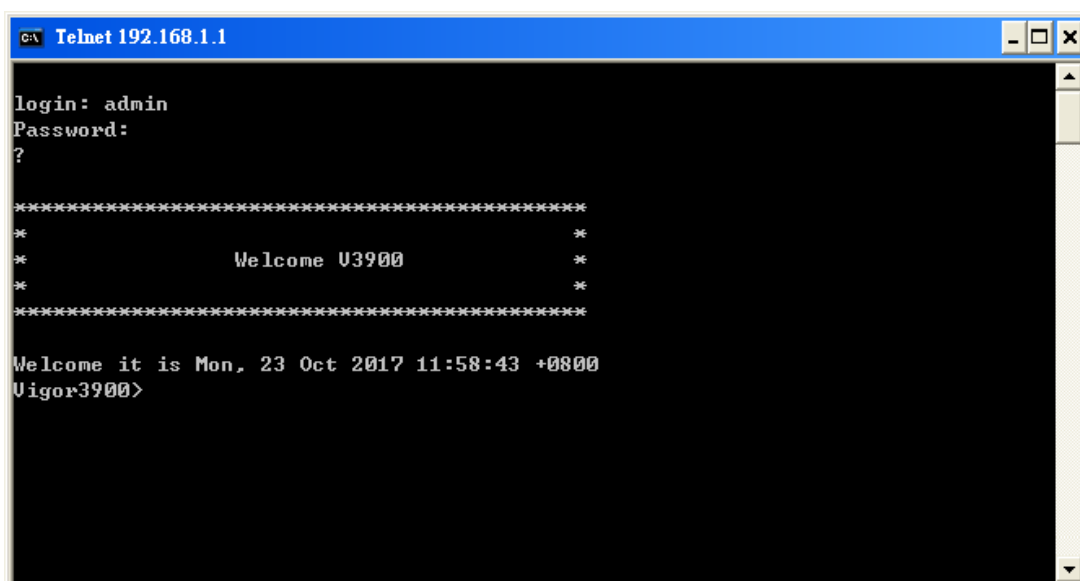 C:\ Telnet 192.168.1.1
login: admin
Password:
?
********************************************
*                                          *
*                Welcome V3900             *
*                                          *
********************************************
Welcome it is Mon, 23 Oct 2017 11:58:43 +0800
Vigor3900>